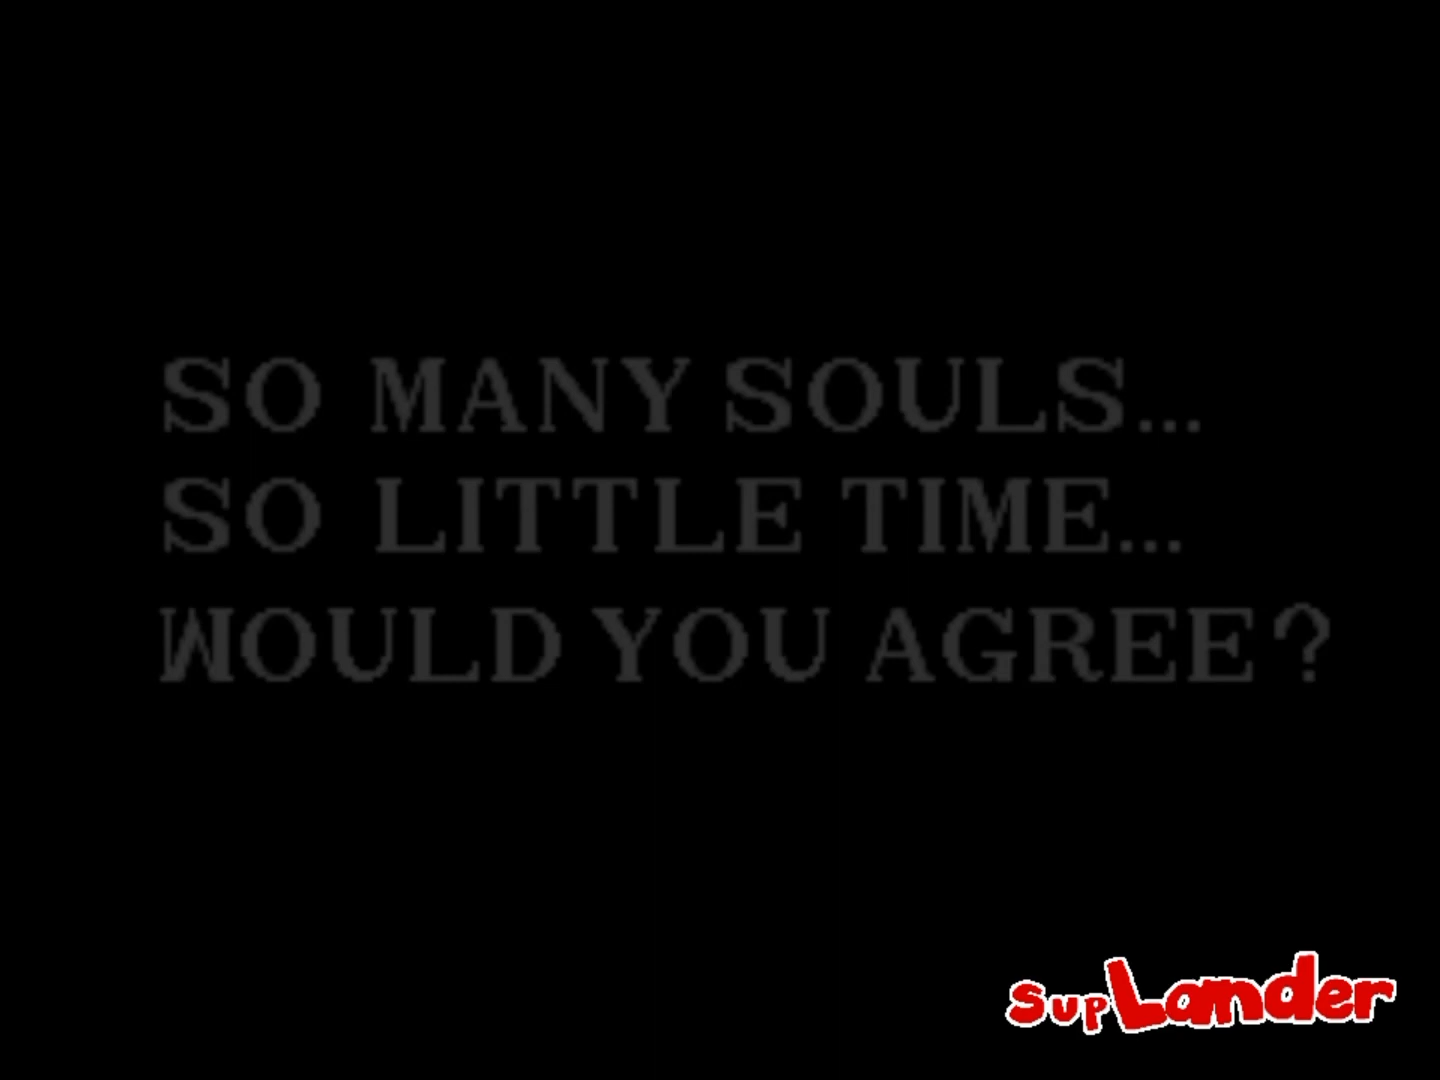 SO MANY SOULS...
SO LITTLE TIME...
WOULD YOU AGREE?
SupLander